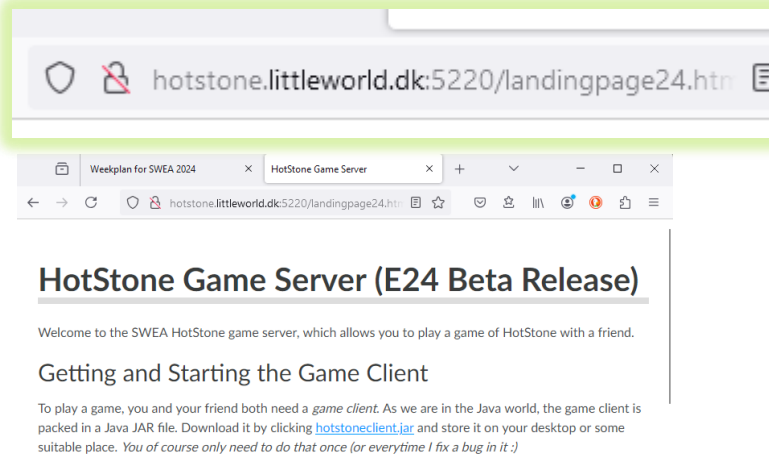 hotstone.littleworld.dk:5220/landingpage24.htm
Weekplan for SWEA 2024
HotStone Game Server
hotstone.littleworld.dk:5220/landingpage24.htm
HotStone Game Server (E24 Beta Release)
Welcome to the SWEA HotStone game server, which allows you to play a game of HotStone with a friend.
Getting and Starting the Game Client
To play a game, you and your friend both need a game client. As we are in the Java world, the game client is
packed in a Java JAR file. Download it by clicking hotstoneclient.jar and store it on your desktop or some
suitable place. You of course only need to do that once (or everytime I fix a bug in it :)